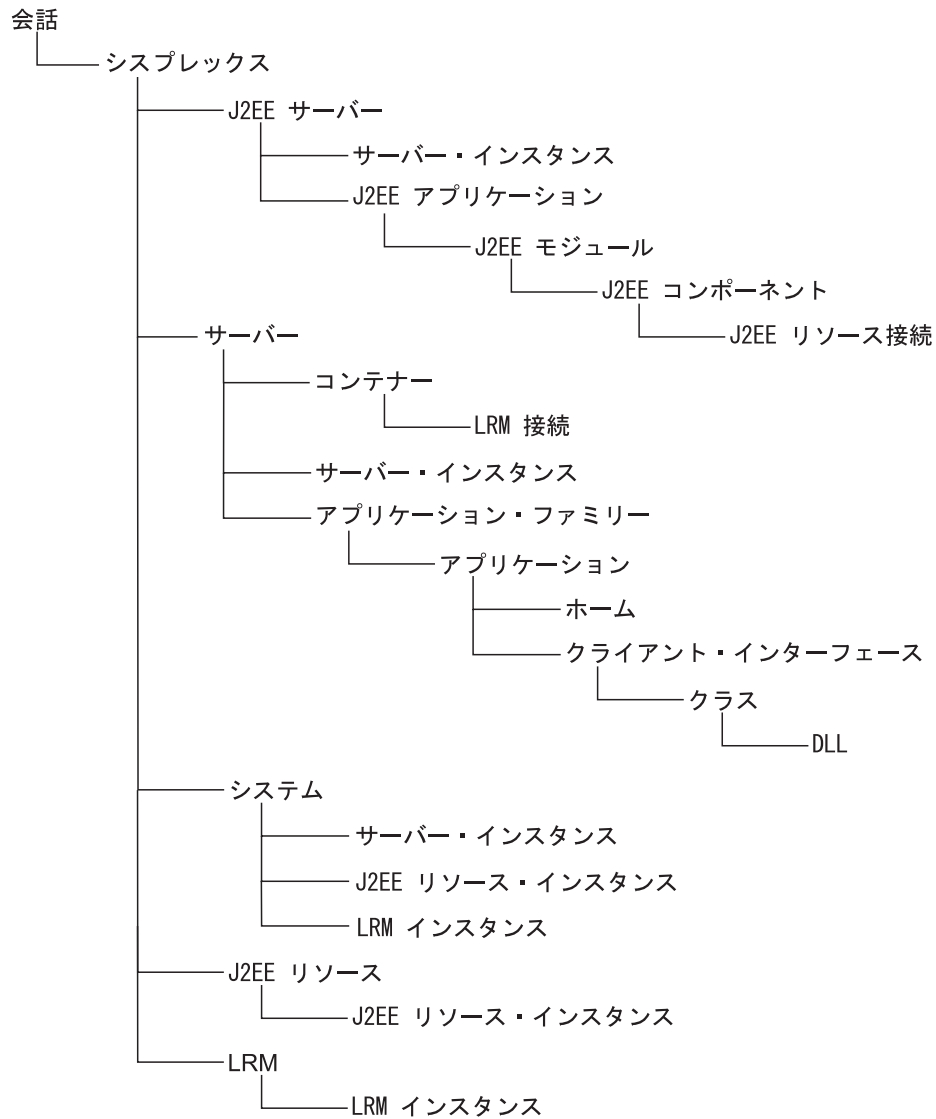 会話
シスプレックス
J2EE サーバー
サーバー・インスタンス
J2EE アプリケーション
J2EE モジュール
J2EE コンポーネント
J2EE リソース接続
サーバー
コンテナー
LRM 接続
サーバー・インスタンス
アプリケーション・ファミリー
アプリケーション
ホーム
クライアント・インターフェース
クラス
DLL
システム
サーバー・インスタンス
J2EE リソース・インスタンス
LRM インスタンス
J2EE リソース
J2EE リソース・インスタンス
LRM
LRM インスタンス